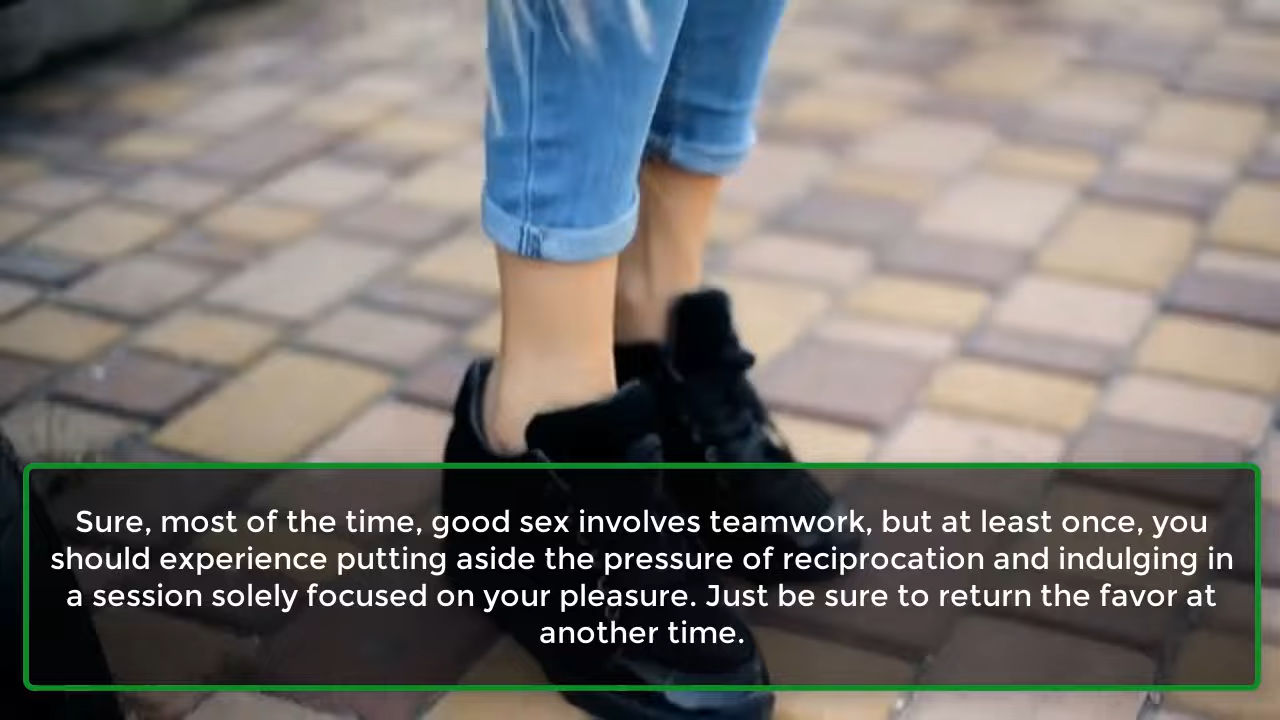 Sure, most of the time, good sex involves teamwork, but at least once, you
should experience putting aside the pressure of reciprocation and indulging in
a session solely focused on your pleasure. Just be sure to return the favor at
another time.